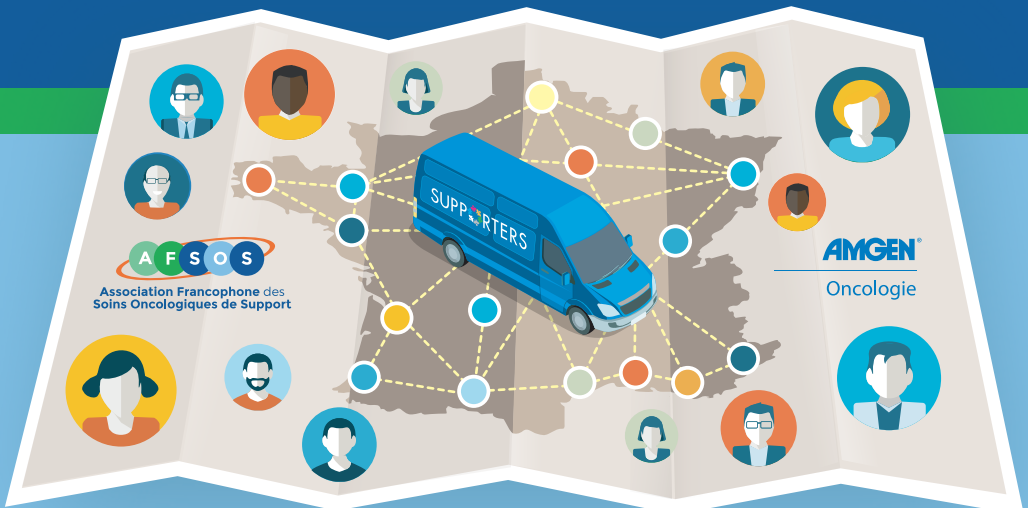 SUPPORTERS
AFSOS
Association Francophone des
Soins Oncologiques de Support
AMGEN®
Oncologie